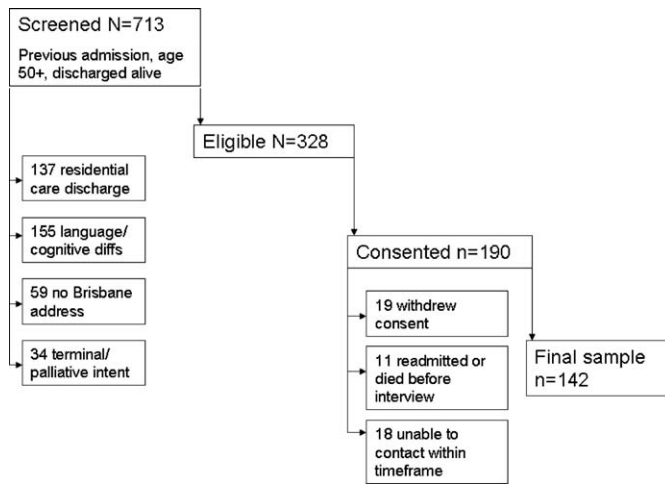 Screened N=713
Previous admission, age
50+, discharged alive
Eligible N=328
137 residential
care discharge
155 language/
cognitive diffs
59 no Brisbane
address
34 terminal/
palliative intent
Consented n=190
19 withdrew
consent
11 readmitted or
died before
interview
18 unable to
contact within
timeframe
Final sample
n=142